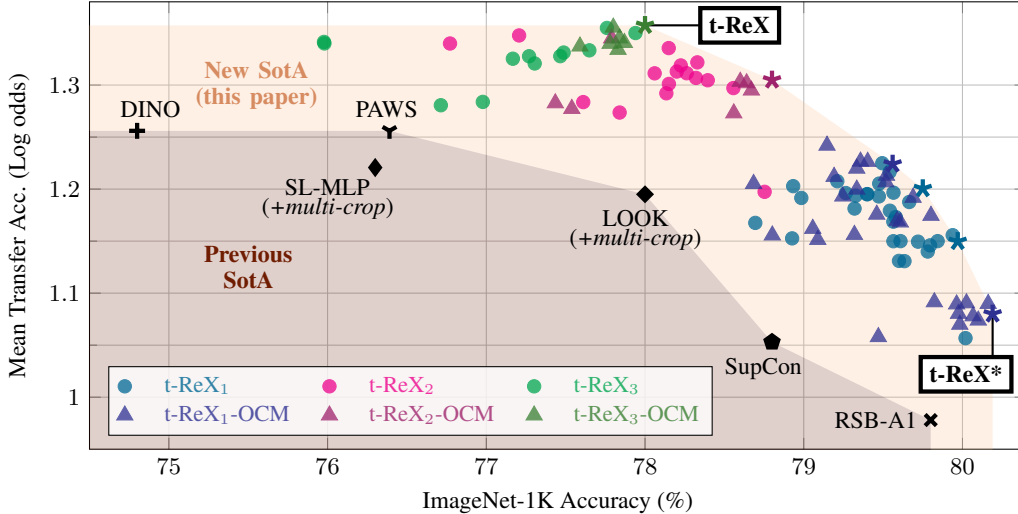 t-ReX
New SotA
(this paper)
DINO
PAWS
SL-MLP
(+multi-crop)
LOOK
(+multi-crop)
Previous
SotA
SupCon
t-ReX*
RSB-A1
t-ReX₁
t-ReX₂
t-ReX₃
t-ReX₁-OCM
t-ReX₂-OCM
t-ReX₃-OCM
Mean Transfer Acc. (Log odds)
1.3
1.2
1.1
1
75
76
77
78
79
80
ImageNet-1K Accuracy (%)